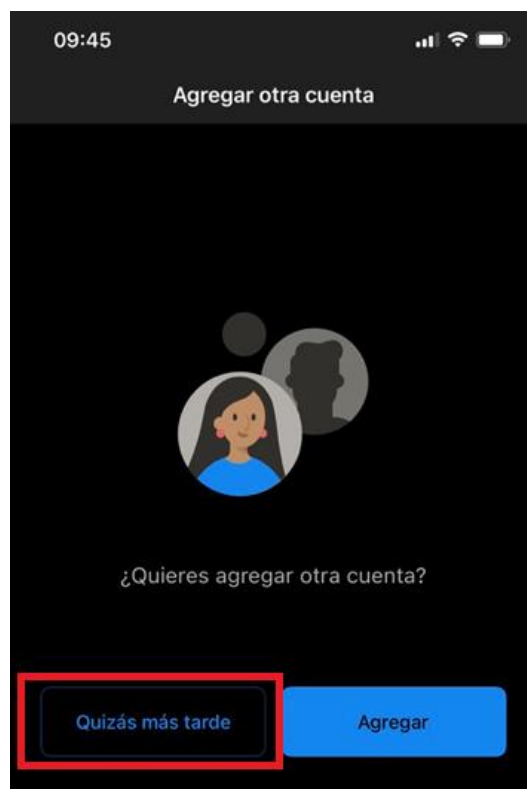 09:45
Agregar otra cuenta
¿Quieres agregar otra cuenta?
Quizás más tarde
Agregar